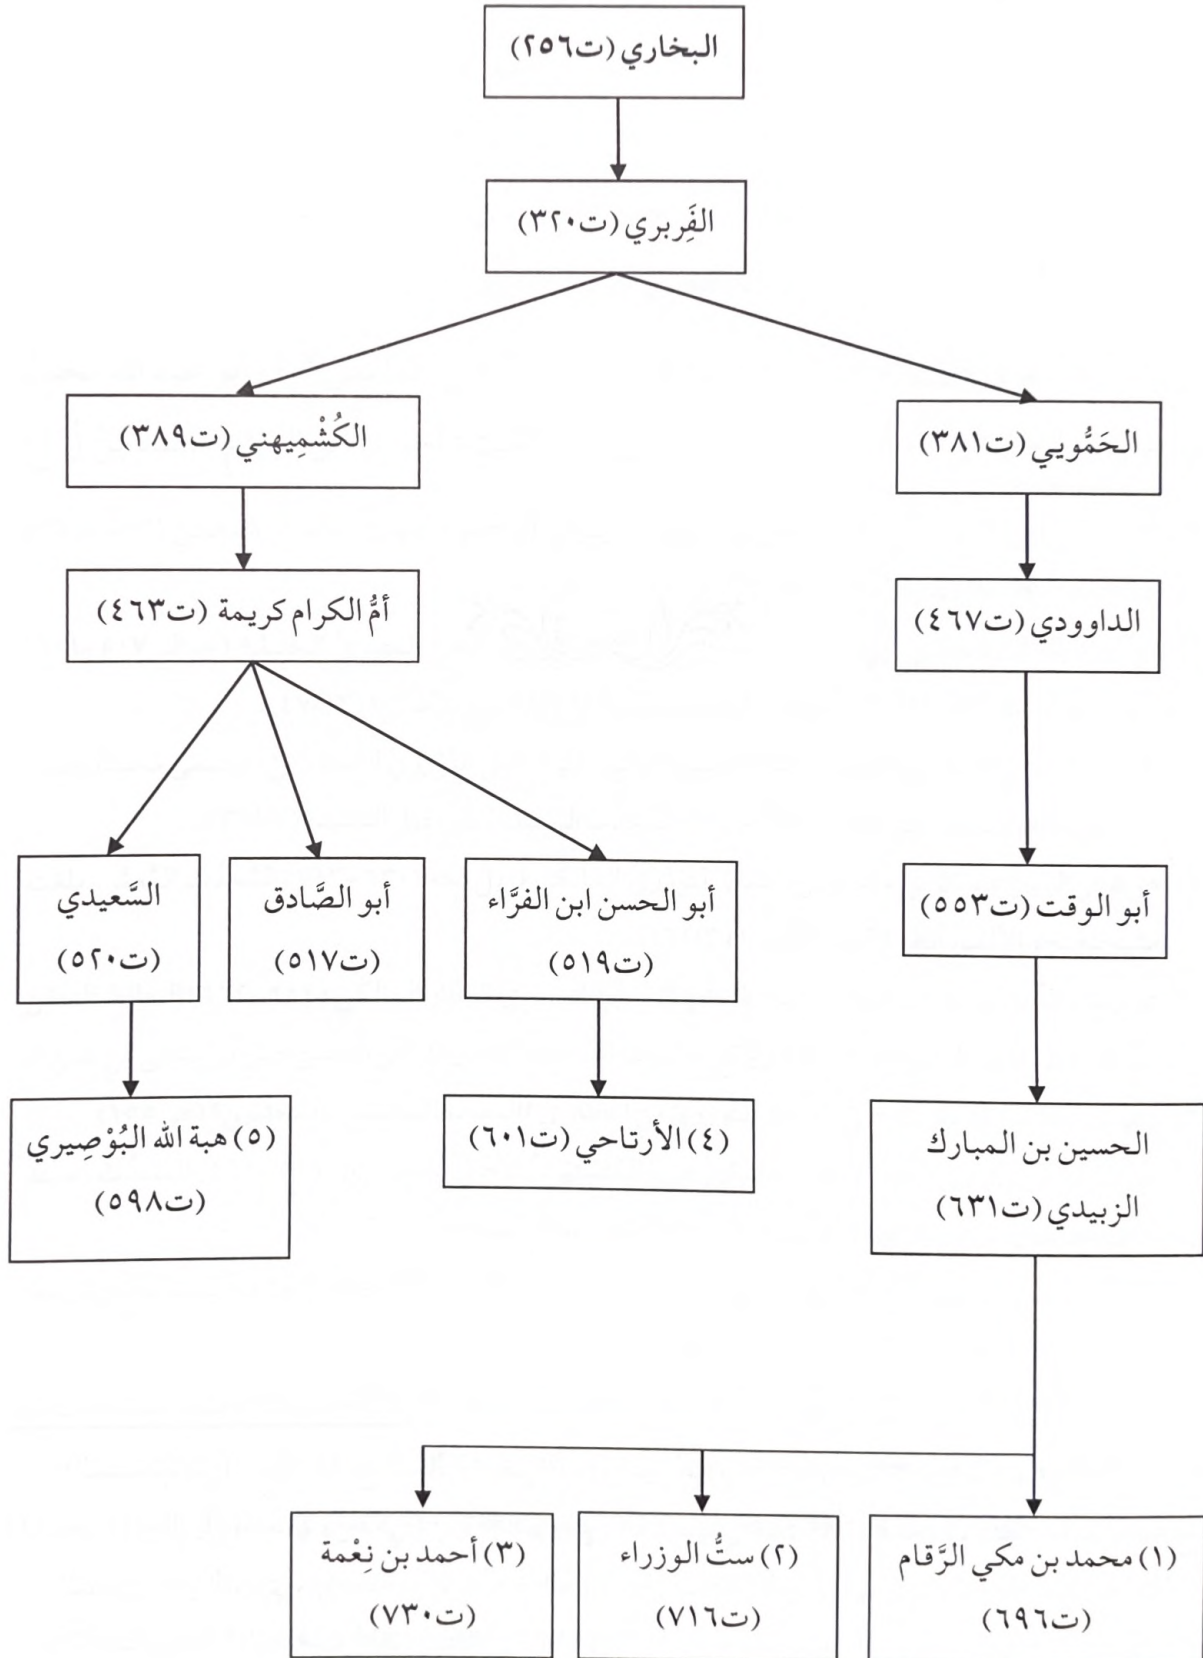 البخاري (ت٢٥٦)
الفَرِبري (ت٣٢٠)
الحَمُّويي (ت٣٨١)
الكُشْمِيهني (ت٣٨٩)
الداوودي (ت٤٦٧)
أمُّ الكرام كريمة (ت٤٦٣)
أبو الوقت (ت٥٥٣)
أبو الحسن ابن الفرَّاء
(ت٥١٩)
أبو الصَّادق
(ت٥١٧)
السَّعيدي
(ت٥٢٠)
الحسين بن المبارك
الزبيدي (ت٦٣١)
(٤) الأرتاحي (ت٦٠١)
(٥) هبة الله البُوْصِيري
(ت٥٩٨)
(١) محمد بن مكي الرَّقام
(ت٦٩٦)
(٢) ستُّ الوزراء
(ت٧١٦)
(٣) أحمد بن نِعْمة
(ت٧٣٠)